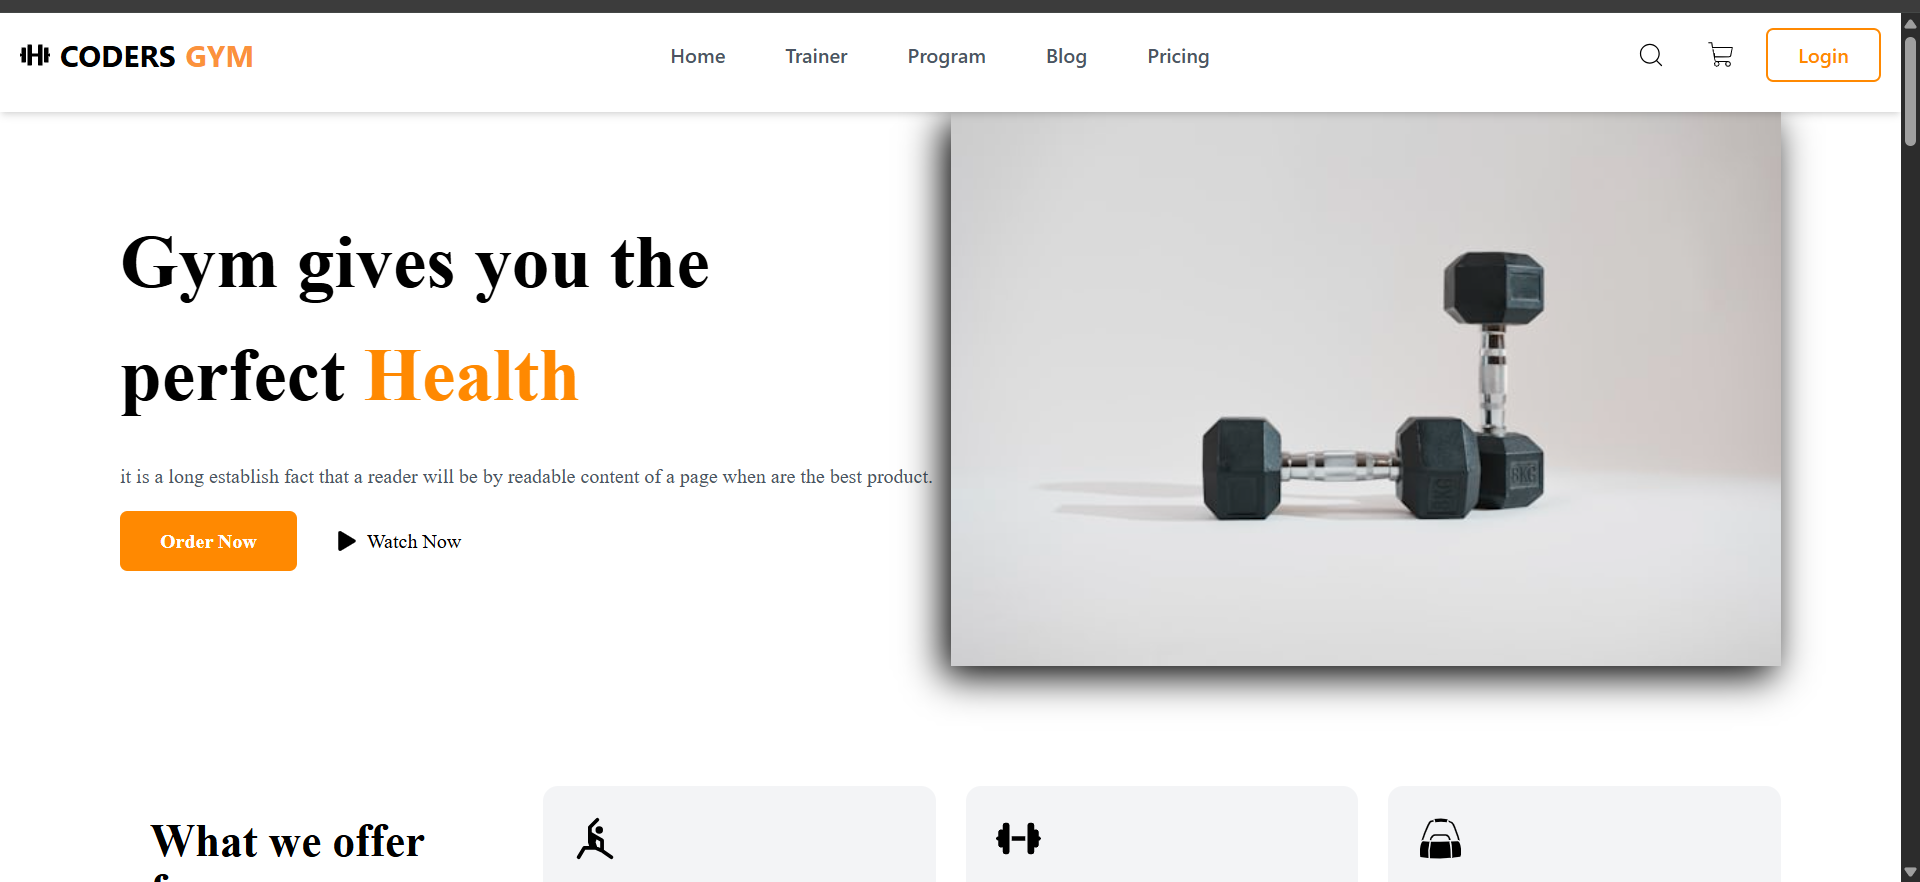 CODERS GYM
Home Trainer Program Blog Pricing
Login
Gym gives you the
perfect Health
it is a long establish fact that a reader will be by readable content of a page when are the best product.
Order Now Watch Now
8KG
8KG
What we offer